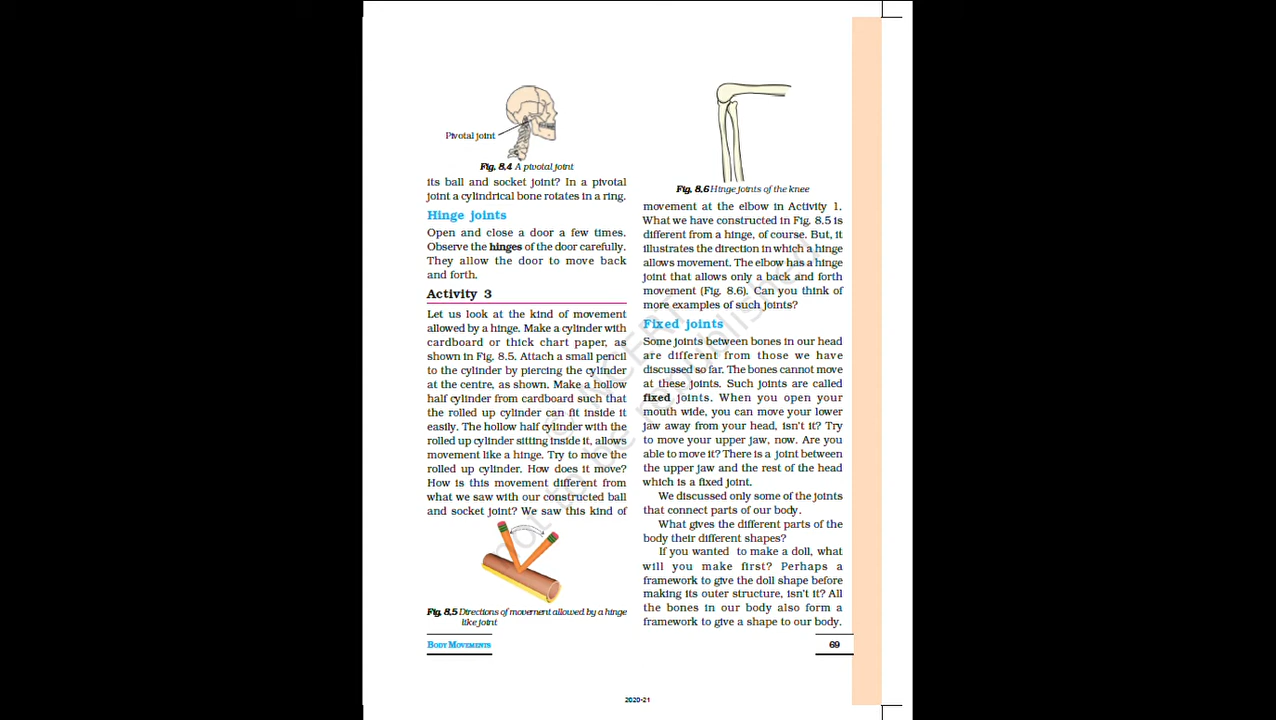 Pivotal joint
Fig. 8.4 A pivotal joint
its ball and socket joint? In a pivotal
joint a cylindrical bone rotates in a ring.
Hinge joints
Open and close a door a few times.
Observe the hinges of the door carefully.
They allow the door to move back
and forth.
Activity 3
Let us look at the kind of movement
allowed by a hinge. Make a cylinder with
cardboard or thick chart paper, as
shown in Fig. 8.5. Attach a small pencil
to the cylinder by piercing the cylinder
at the centre, as shown. Make a hollow
half cylinder from cardboard such that
the rolled up cylinder can fit inside it
easily. The hollow half cylinder with the
rolled up cylinder sitting inside it, allows
movement like a hinge. Try to move the
rolled up cylinder. How does it move?
How is this movement different from
what we saw with our constructed ball
and socket joint? We saw this kind of
Fig. 8.5 Directions of movement allowed by a hinge
like joint
Fig. 8.6 Hinge joints of the knee
movement at the elbow in Activity 1.
What we have constructed in Fig. 8.5 is
different from a hinge, of course. But, it
illustrates the direction in which a hinge
allows movement. The elbow has a hinge
joint that allows only a back and forth
movement (Fig. 8.6). Can you think of
more examples of such joints?
Fixed joints
Some joints between bones in our head
are different from those we have
discussed so far. The bones cannot move
at these joints. Such joints are called
fixed joints. When you open your
mouth wide, you can move your lower
jaw away from your head, isn't it? Try
to move your upper jaw, now. Are you
able to move it? There is a joint between
the upper jaw and the rest of the head
which is a fixed joint.
We discussed only some of the joints
that connect parts of our body.
What gives the different parts of the
body their different shapes?
If you wanted to make a doll, what
will you make first? Perhaps a
framework to give the doll shape before
making its outer structure, isn't it? All
the bones in our body also form a
framework to give a shape to our body.
BODY MOVEMENTS
69
2020-21